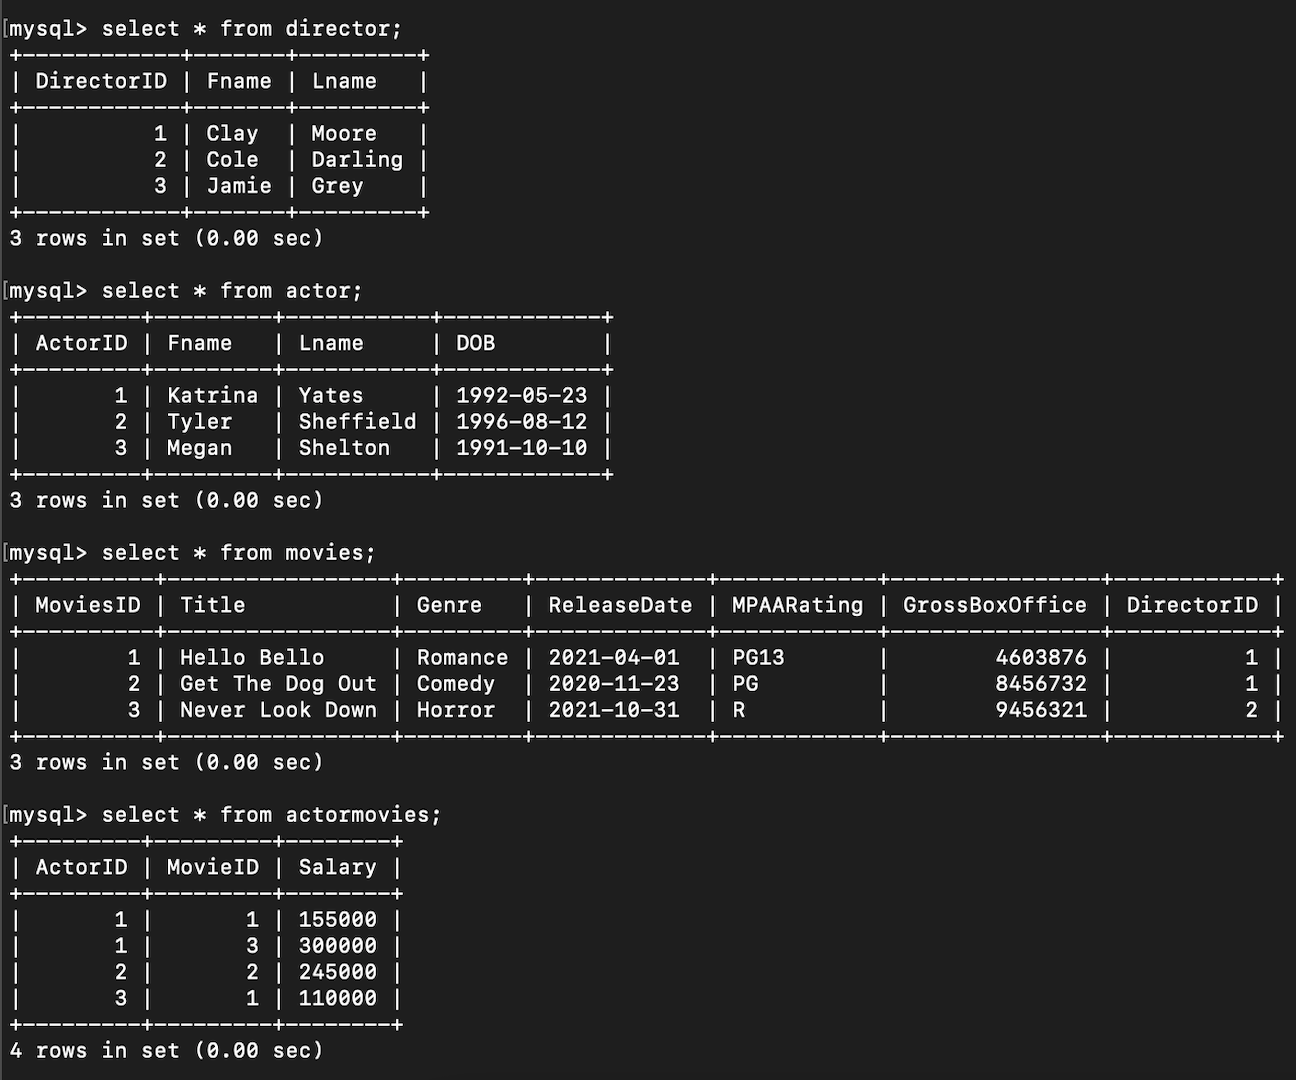 [mysql> select * from director;
+------------+-------+---------+
| DirectorID | Fname | Lname   |
+------------+-------+---------+
|          1 | Clay  | Moore   |
|          2 | Cole  | Darling |
|          3 | Jamie | Grey    |
+------------+-------+---------+
3 rows in set (0.00 sec)
[mysql> select * from actor;
+---------+---------+-----------+------------+
| ActorID | Fname   | Lname     | DOB        |
+---------+---------+-----------+------------+
|       1 | Katrina | Yates     | 1992-05-23 |
|       2 | Tyler   | Sheffield | 1996-08-12 |
|       3 | Megan   | Shelton   | 1991-10-10 |
+---------+---------+-----------+------------+
3 rows in set (0.00 sec)
[mysql> select * from movies;
+----------+-----------------+---------+-------------+------------+----------------+------------+
| MoviesID | Title           | Genre   | ReleaseDate | MPAARating | GrossBoxOffice | DirectorID |
+----------+-----------------+---------+-------------+------------+----------------+------------+
|        1 | Hello Bello     | Romance | 2021-04-01  | PG13       |        4603876 |          1 |
|        2 | Get The Dog Out | Comedy  | 2020-11-23  | PG         |        8456732 |          1 |
|        3 | Never Look Down | Horror  | 2021-10-31  | R          |        9456321 |          2 |
+----------+-----------------+---------+-------------+------------+----------------+------------+
3 rows in set (0.00 sec)
[mysql> select * from actormovies;
+---------+---------+--------+
| ActorID | MovieID | Salary |
+---------+---------+--------+
|       1 |       1 | 155000 |
|       1 |       3 | 300000 |
|       2 |       2 | 245000 |
|       3 |       1 | 110000 |
+---------+---------+--------+
4 rows in set (0.00 sec)